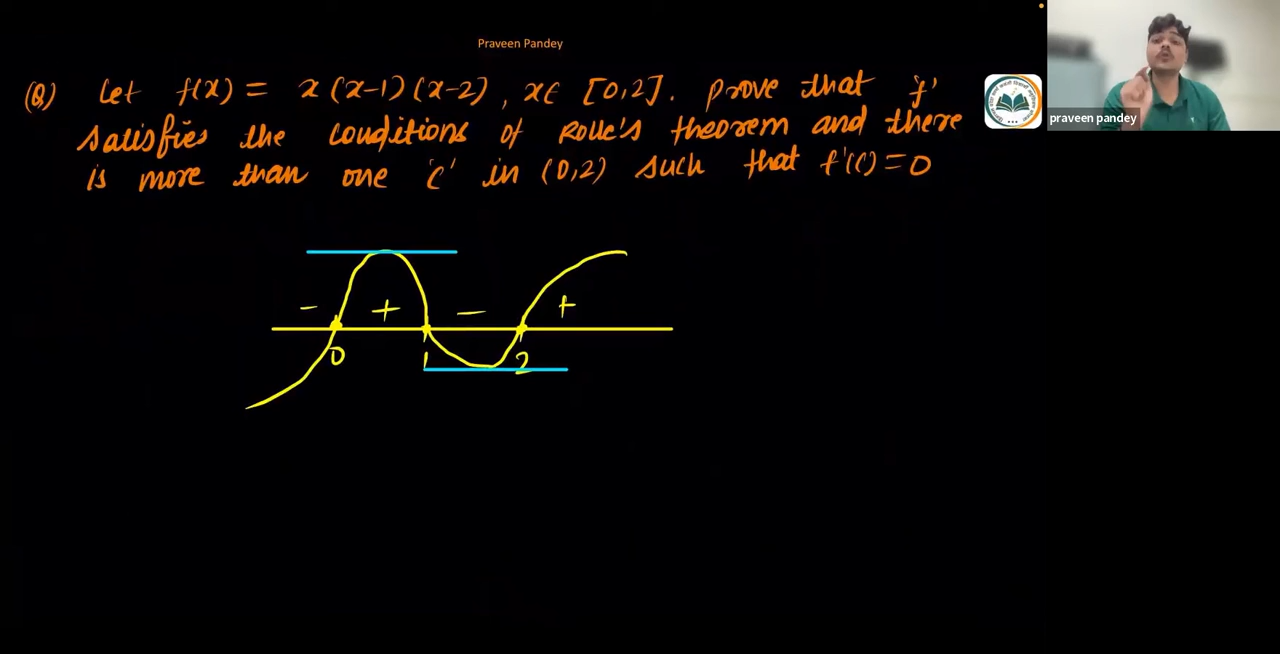 Praveen Pandey
(Q) Let f(x) = x(x-1)(x-2), x∈ [0,2]. prove that 'f'
satisfies the conditions of Rolle's theorem and there
is more than one 'c' in (0,2) such that f'(c) = 0
praveen pandey
- + - +
0 1 2